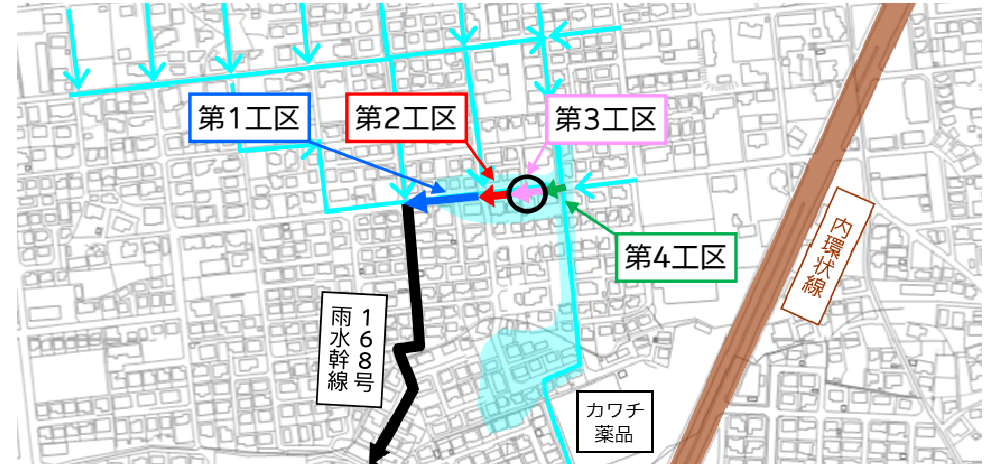 第1工区
第2工区
第3工区
第4工区
内環状線
168号
雨水幹線
カワチ
薬品